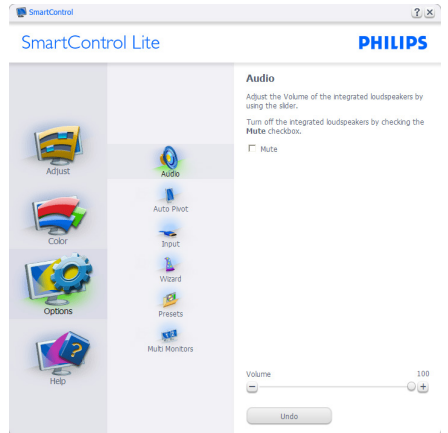 SmartControl
? ×
SmartControl Lite
PHILIPS
Adjust
Color
Options
Help
Audio
Auto Pivot
Input
Wizard
Presets
Multi Monitors
Audio
Adjust the Volume of the integrated loudspeakers by
using the slider.
Turn off the integrated loudspeakers by checking the
Mute checkbox.
Mute
Volume 100
− +
Undo